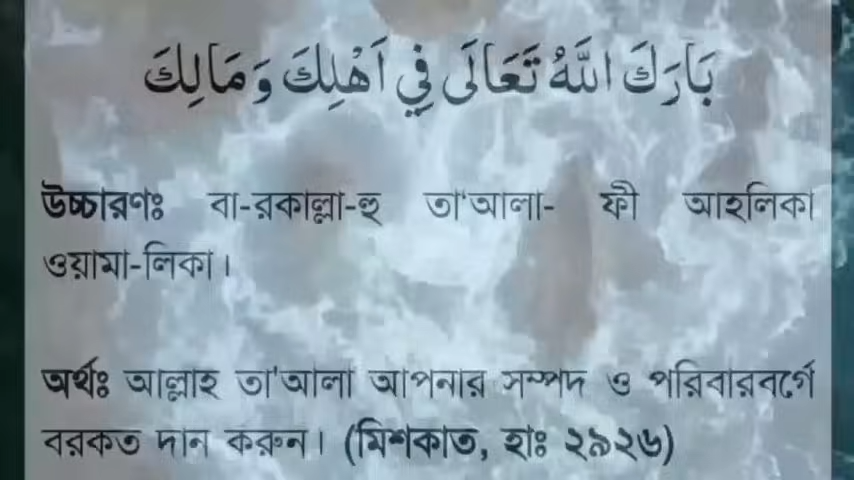 بَارَكَ اللّٰهُ تَعَالَى فِي اَهْلِكَ وَمَالِكَ
উচ্চারণঃ বা-রকাল্লা-হু তা'আলা- ফী আহলিকা
ওয়ামা-লিকা।
অর্থঃ আল্লাহ তা'আলা আপনার সম্পদ ও পরিবারবর্গে
বরকত দান করুন। (মিশকাত, হাঃ ২৯২৬)